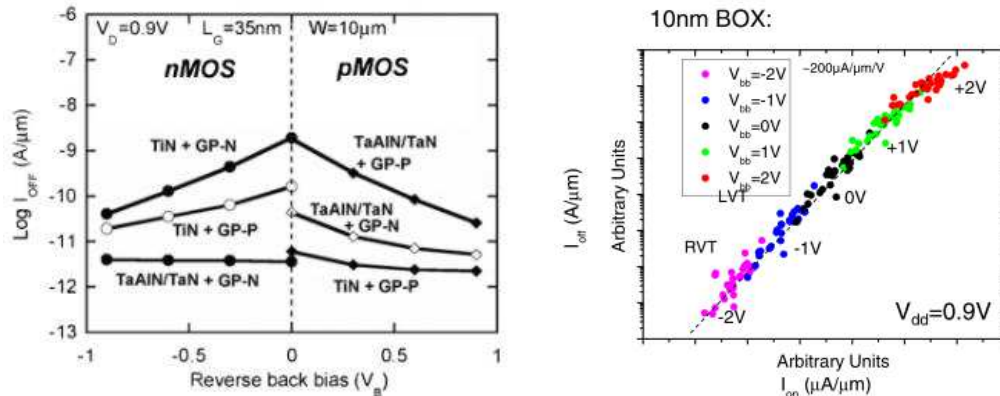 V_D=0.9V L_G=35nm W=10μm
nMOS pMOS
TiN + GP-N
TaAlN/TaN
+ GP-P
TiN + GP-P
TaAlN/TaN
+ GP-N
TaAlN/TaN + GP-N
TiN + GP-P
Log I_OFF (A/μm)
-6
-7
-8
-9
-10
-11
-12
-13
-1 -0.5 0 0.5 1
Reverse back bias (V_B)
10nm BOX:
V_bb=-2V
V_bb=-1V
V_bb=0V
V_bb=1V
V_bb=2V
~200μA/μm/V
+2V
+1V
LVT
0V
RVT
-1V
-2V
V_dd=0.9V
I_off (A/μm)
Arbitrary Units
Arbitrary Units
I_on (μA/μm)